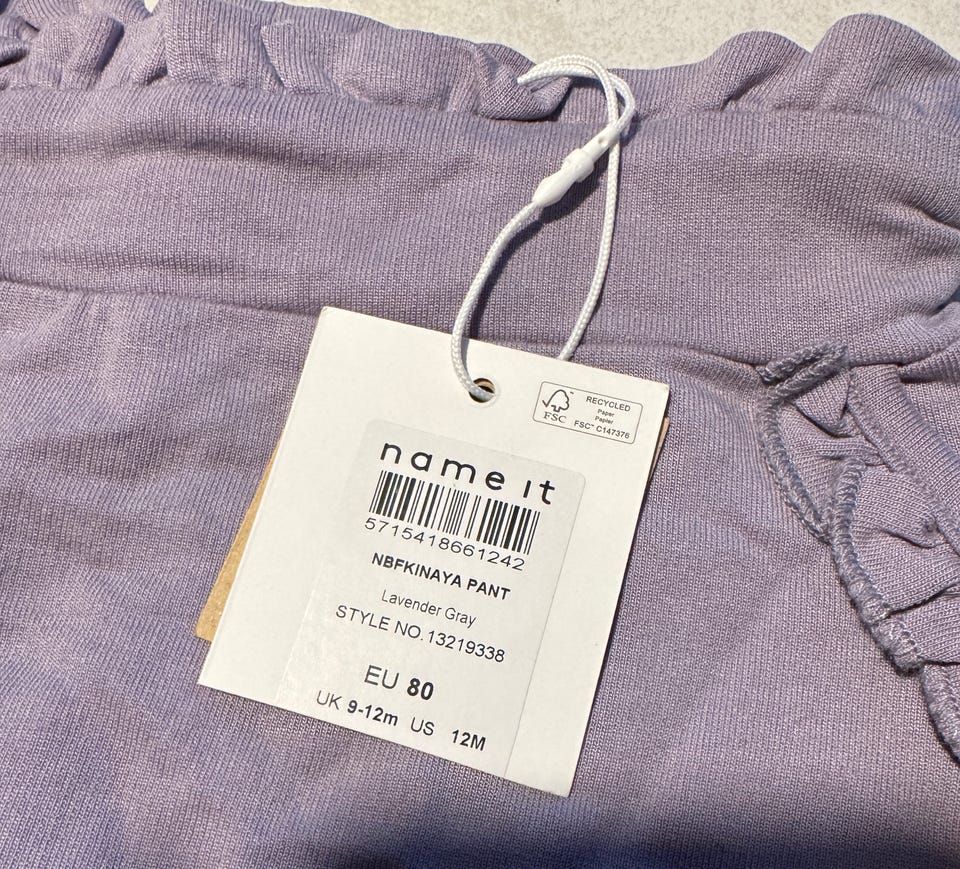 RECYCLED
Paper
Papier
FSC™ C147376
FSC
name it
5715418661242
NBFKINAYA PANT
Lavender Gray
STYLE NO. 13219338
EU 80
UK 9-12m US 12M